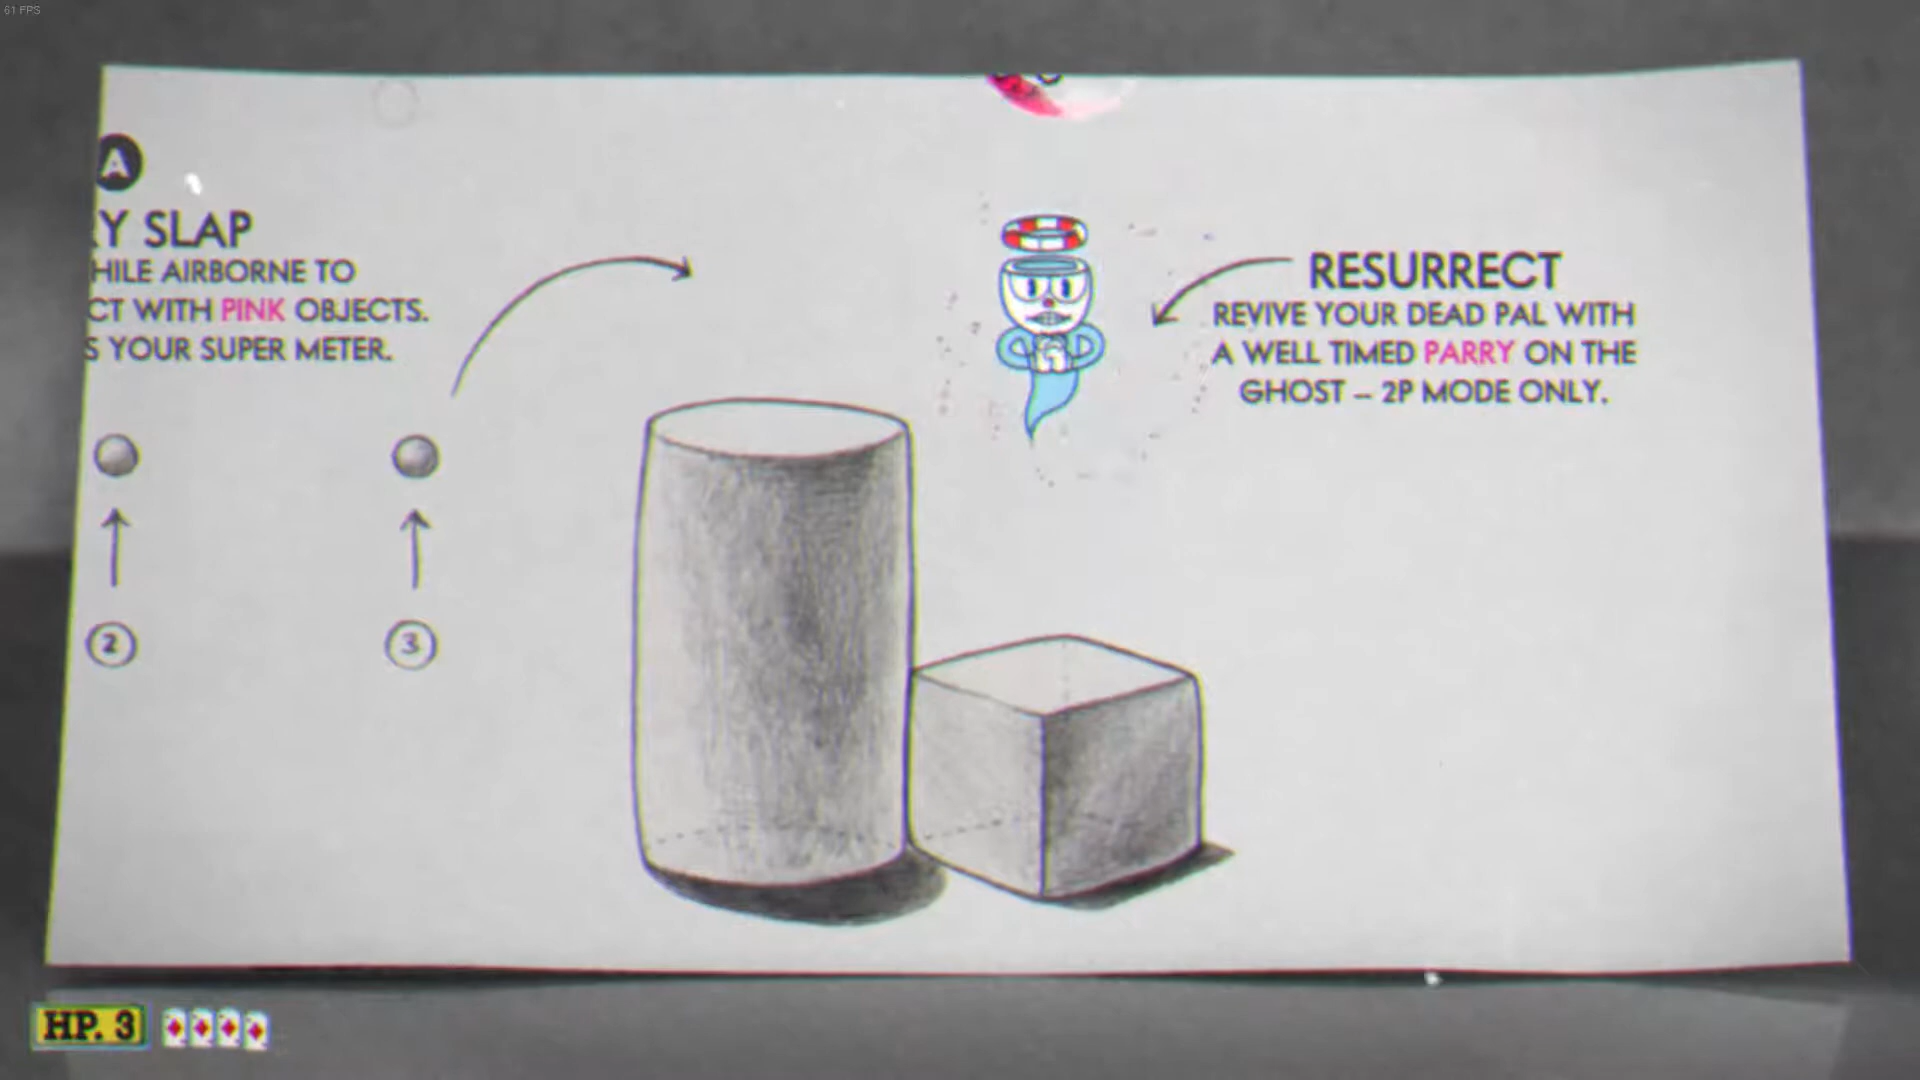 61 FPS
A
Y SLAP
HILE AIRBORNE TO
CT WITH PINK OBJECTS.
S YOUR SUPER METER.
2
3
RESURRECT
REVIVE YOUR DEAD PAL WITH
A WELL TIMED PARRY ON THE
GHOST – 2P MODE ONLY.
HP. 3